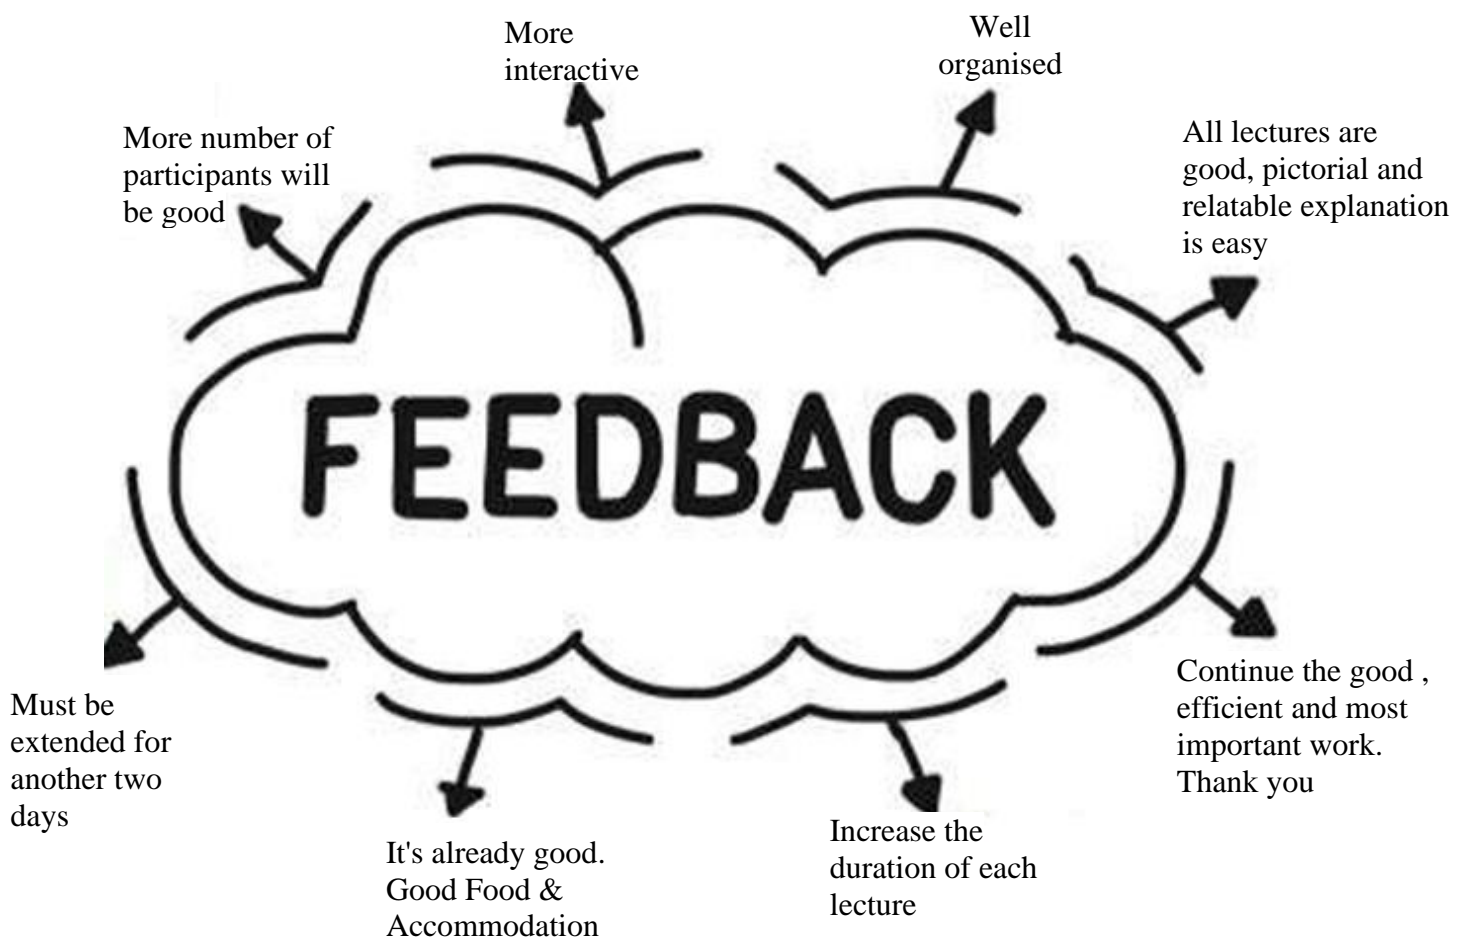 More
interactive
Well
organised
More number of
participants will
be good
All lectures are
good, pictorial and
relatable explanation
is easy
FEEDBACK
Must be
extended for
another two
days
It's already good.
Good Food &
Accommodation
Increase the
duration of each
lecture
Continue the good ,
efficient and most
important work.
Thank you